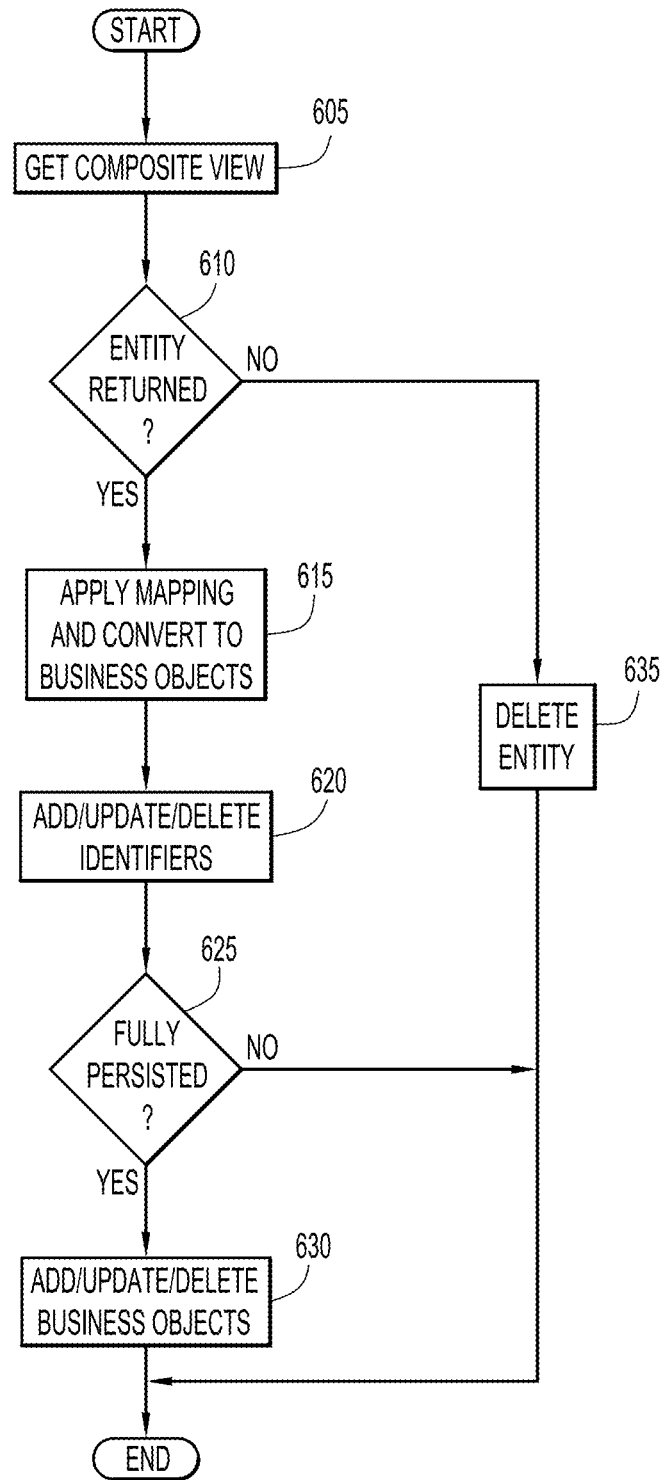 START
605
GET COMPOSITE VIEW
610
ENTITY
RETURNED
?
NO
YES
APPLY MAPPING
AND CONVERT TO
BUSINESS OBJECTS
615
635
DELETE
ENTITY
620
ADD/UPDATE/DELETE
IDENTIFIERS
625
FULLY
PERSISTED
?
NO
YES
630
ADD/UPDATE/DELETE
BUSINESS OBJECTS
END